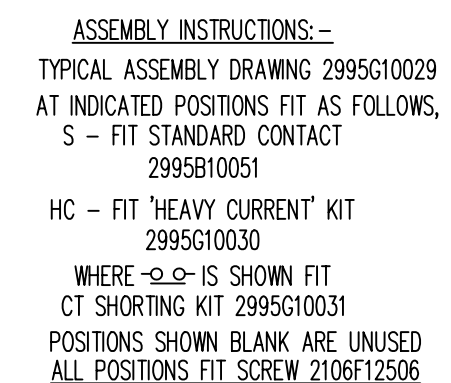 ASSEMBLY INSTRUCTIONS:-
TYPICAL ASSEMBLY DRAWING 2995G10029
AT INDICATED POSITIONS FIT AS FOLLOWS,
S - FIT STANDARD CONTACT
2995B10051
HC - FIT 'HEAVY CURRENT' KIT
2995G10030
WHERE IS SHOWN FIT
CT SHORTING KIT 2995G10031
POSITIONS SHOWN BLANK ARE UNUSED
ALL POSITIONS FIT SCREW 2106F12506